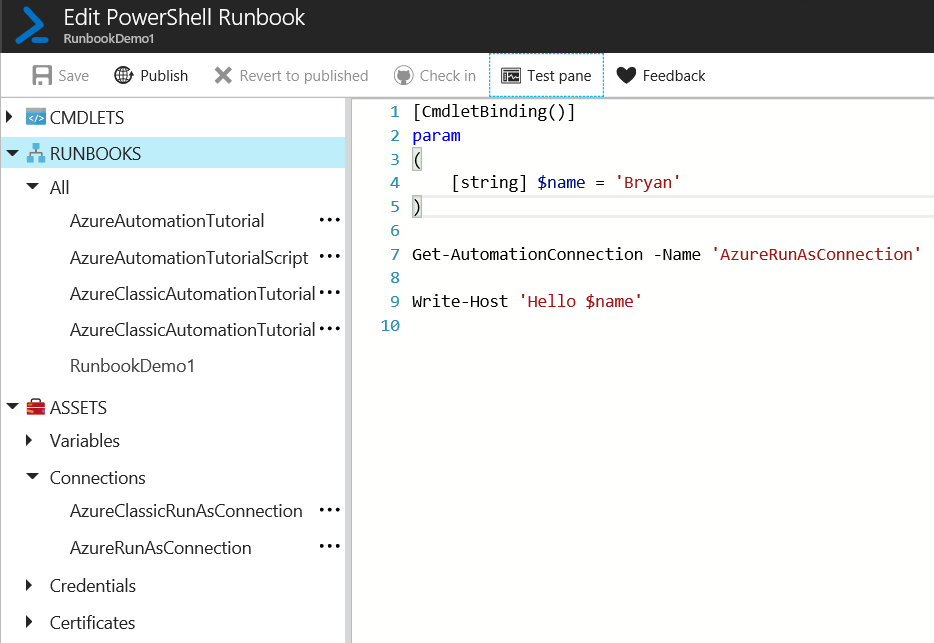 Edit PowerShell Runbook
RunbookDemo1
Save Publish Revert to published Check in Test pane Feedback
CMDLETS
RUNBOOKS
All
AzureAutomationTutorial ...
AzureAutomationTutorialScript ...
AzureClassicAutomationTutorial ...
AzureClassicAutomationTutorial ...
RunbookDemo1
ASSETS
Variables
Connections
AzureClassicRunAsConnection ...
AzureRunAsConnection ...
Credentials
Certificates
1 [CmdletBinding()]
2 param
3 (
4     [string] $name = 'Bryan'
5 )
6
7 Get-AutomationConnection -Name 'AzureRunAsConnection'
8
9 Write-Host 'Hello $name'
10